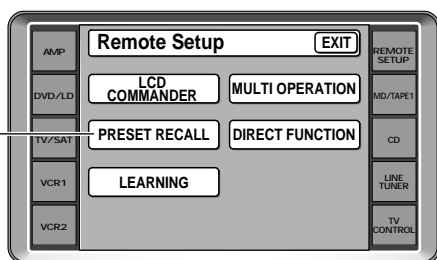 Remote Setup
EXIT
AMP
DVD/LD
TV/SAT
VCR1
VCR2
LCD
COMMANDER
MULTI OPERATION
PRESET RECALL
DIRECT FUNCTION
LEARNING
REMOTE
SETUP
MD/TAPE1
CD
LINE
TUNER
TV
CONTROL